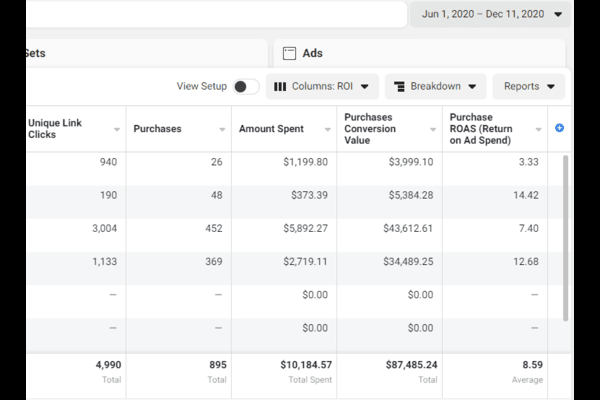 Jun 1, 2020 – Dec 11, 2020
Sets
Ads
View Setup
Columns: ROI
Breakdown
Reports
Unique Link
Clicks
Purchases
Amount Spent
Purchases
Conversion
Value
Purchase
ROAS (Return
on Ad Spend)
940 26 $1,199.80 $3,999.10 3.33
190 48 $373.39 $5,384.28 14.42
3,004 452 $5,892.27 $43,612.61 7.40
1,133 369 $2,719.11 $34,489.25 12.68
— — $0.00 $0.00 —
— — $0.00 $0.00 —
4,990 895 $10,184.57 $87,485.24 8.59
Total Total Total Spent Total Average